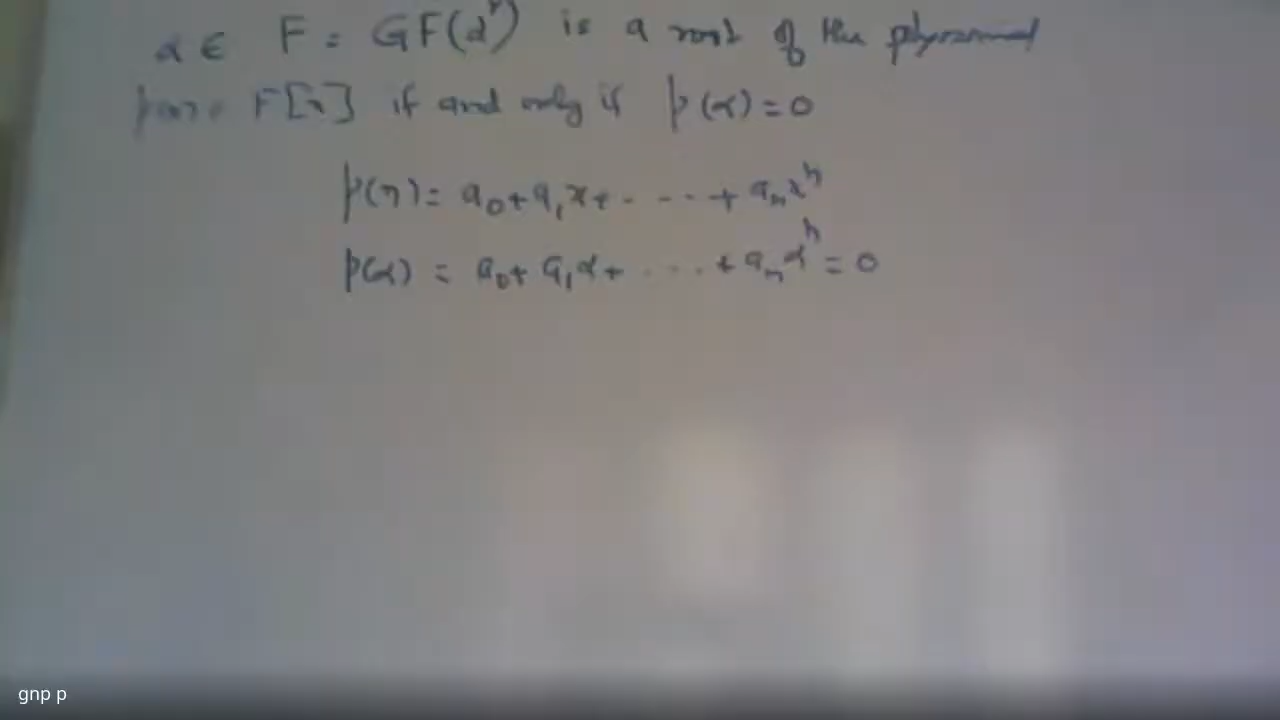 α ∈ F = GF(2^r) is a root of the polynomial
p(x) ∈ F[x] if and only if p(α) = 0
p(x) = a₀ + a₁x + - - - - + aₙxⁿ
p(α) = a₀ + a₁α + . . . . + aₙαⁿ = 0
gnp p